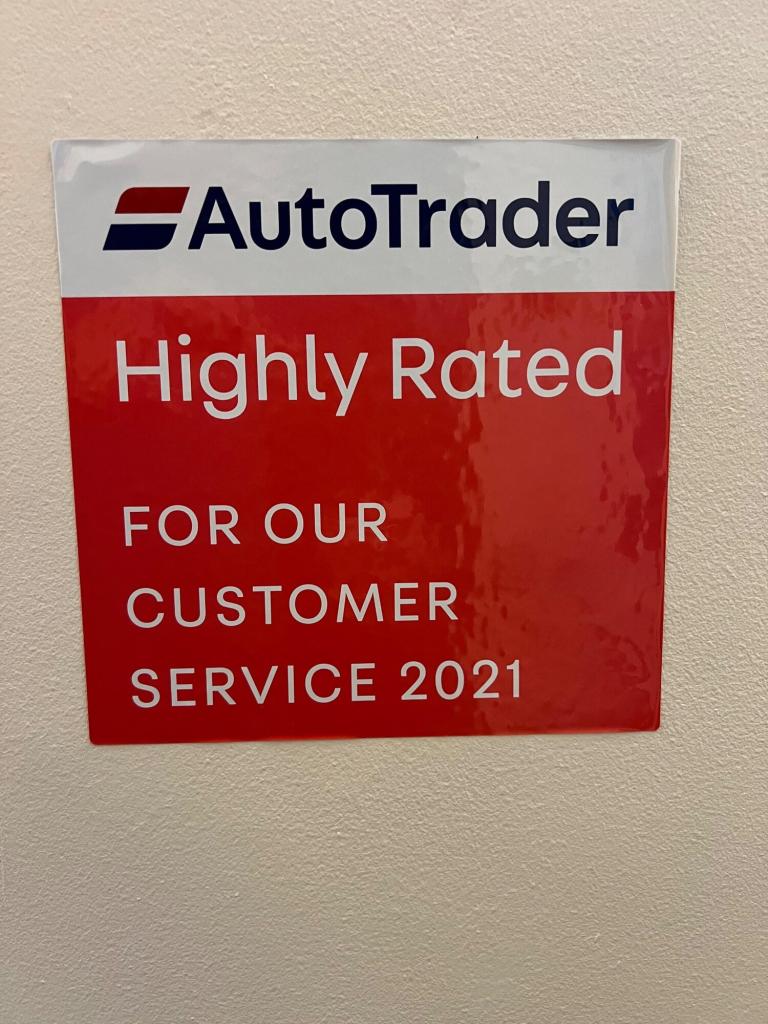 AutoTrader
Highly Rated
FOR OUR
CUSTOMER
SERVICE 2021